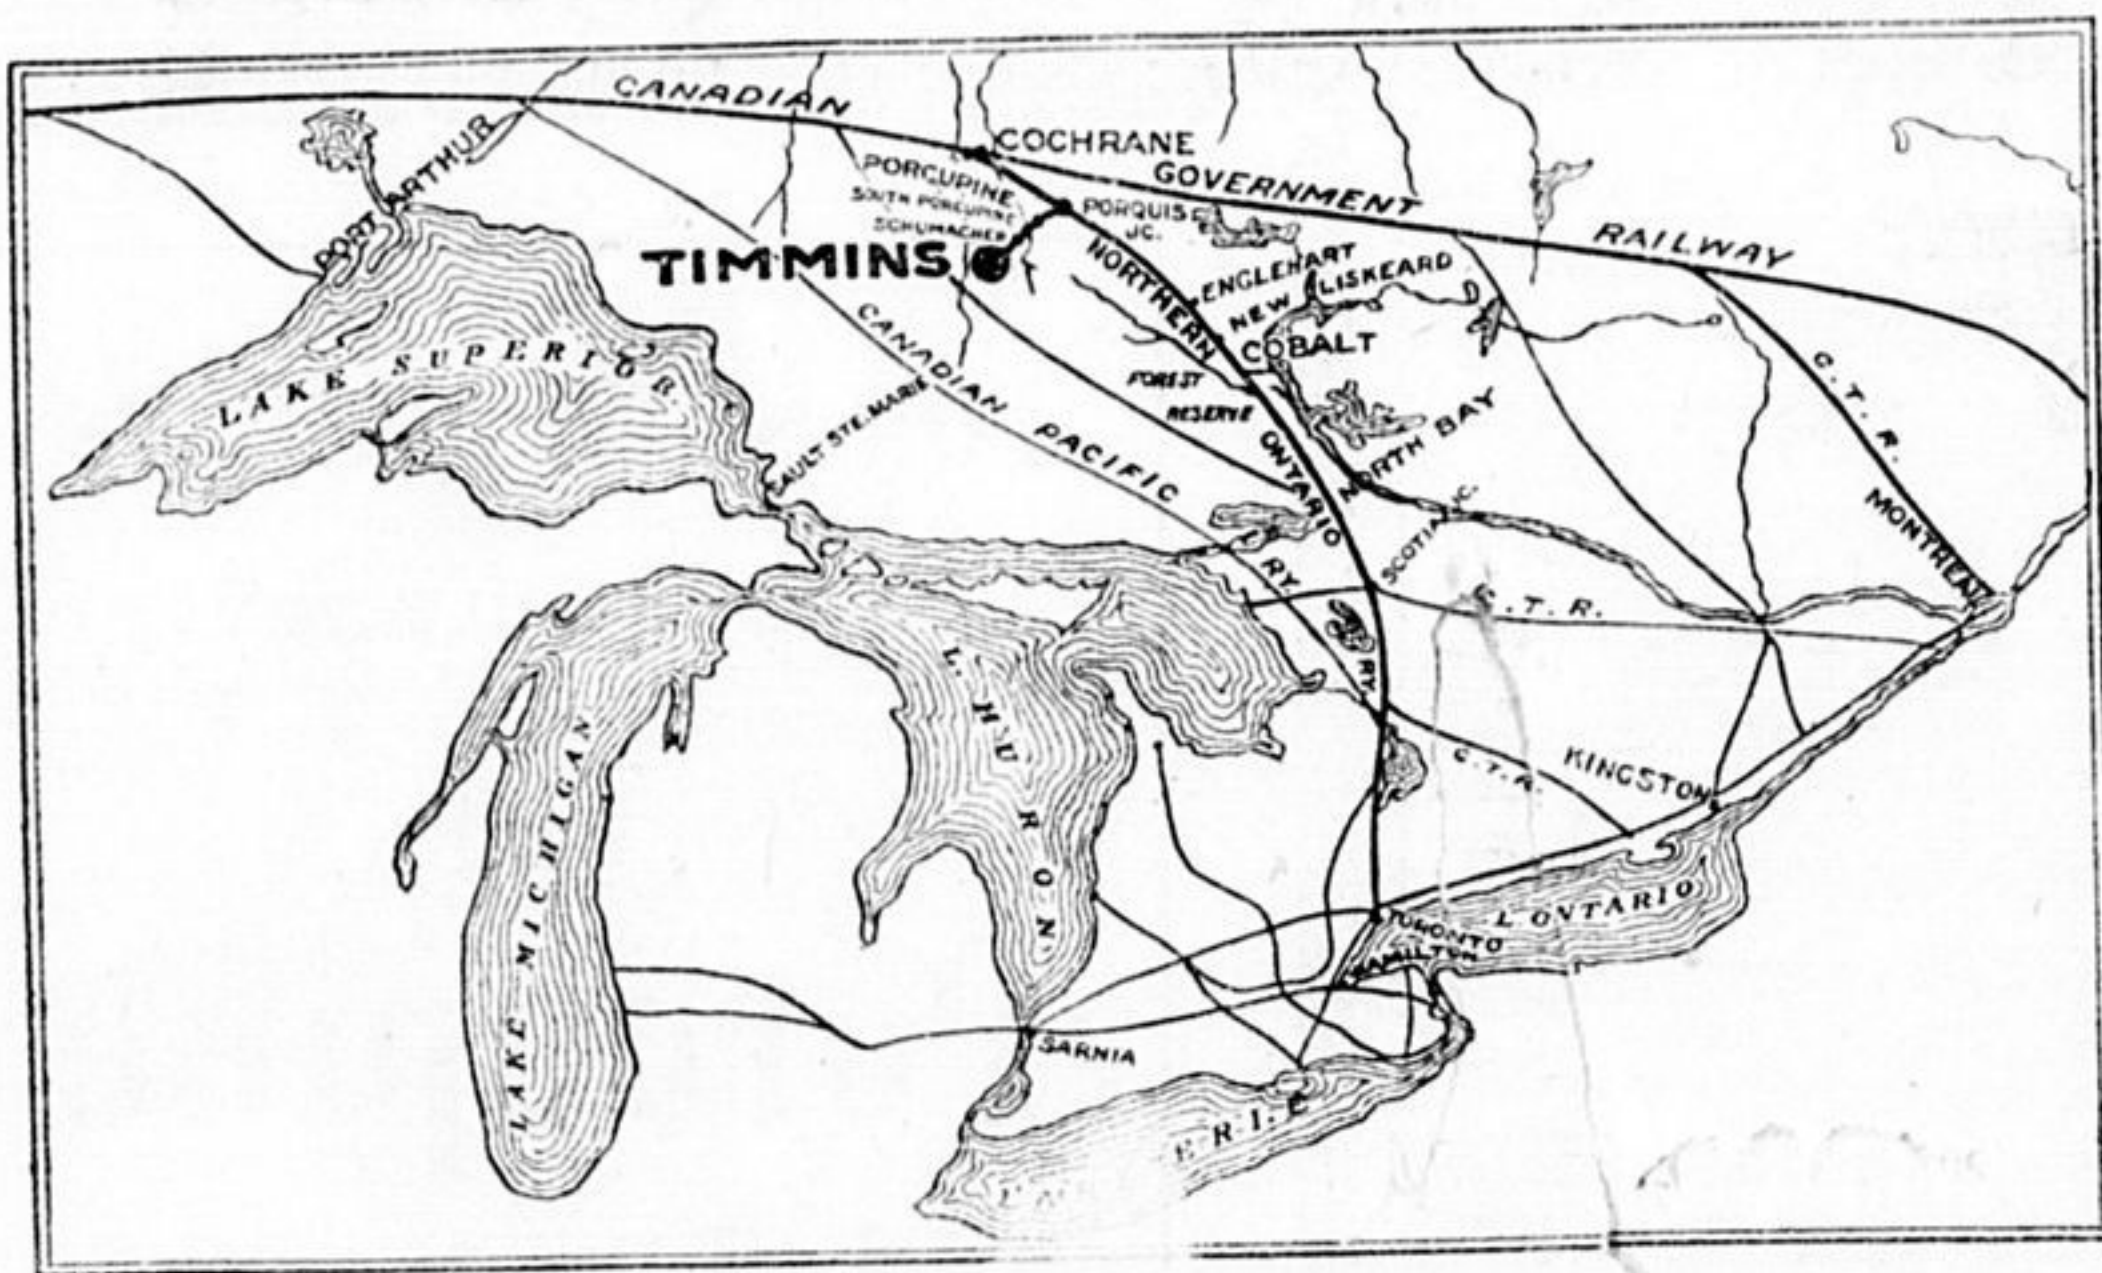 CANADIAN
GOVERNMENT
RAILWAY
COCHRANE
PORT ARTHUR
PORCUPINE
SOUTH PORCUPINE
SCHUMACHER
PORQUIS
JC.
TIMMINS
NORTHERN
ONTARIO
RY.
ENGLEHART
NEW LISKEARD
COBALT
LAKE SUPERIOR
CANADIAN PACIFIC
RY.
FOREST
RESERVE
SAULT STE. MARIE
NORTH BAY
SCOTIA JC.
G. T. R.
MONTREAL
G. T. R.
L. HURON
LAKE MICHIGAN
G. T. R.
KINGSTON
L ONTARIO
TORONTO
HAMILTON
SARNIA
ERIE